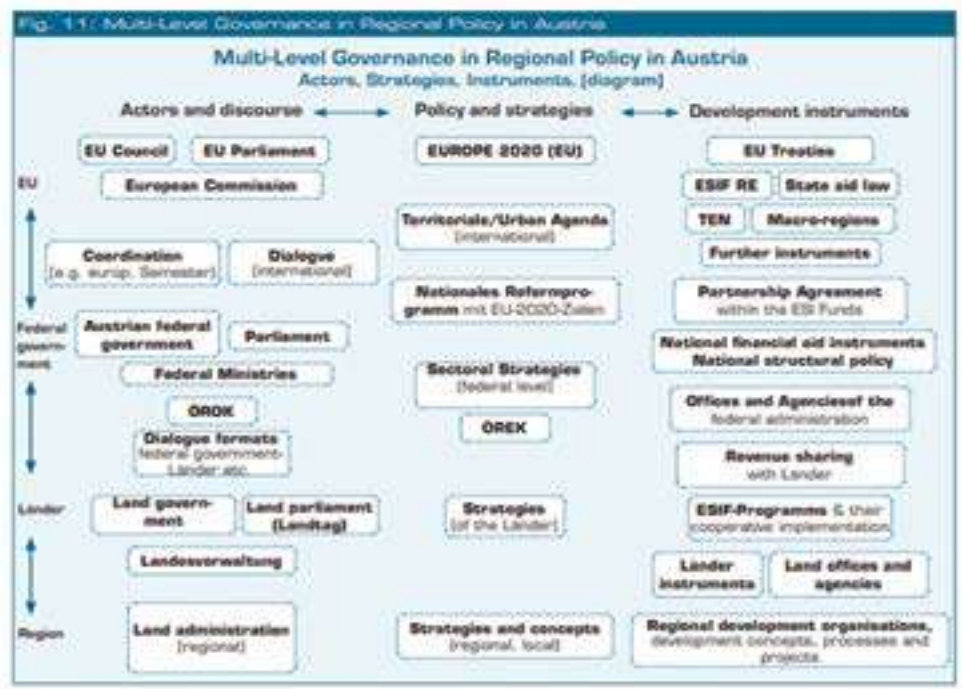 Fig. 11: Multi-Level Governance in Regional Policy in Austria
Multi-Level Governance in Regional Policy in Austria
Actors, Strategies, Instruments, [diagram]
Actors and discourse
Policy and strategies
Development instruments
EU
EU Council
EU Parliament
European Commission
EUROPE 2020 (EU)
EU Treaties
ESIF RE
State aid law
TEN
Macro-regions
Further instruments
Territoriale/Urban Agenda
[international]
Coordination
[e.g. europ. Semester]
Dialogue
[international]
Nationales Reformpro-
gramm mit EU-2020-Zielen
Partnership Agreement
within the ESI Funds
Federal
govern-
ment
Austrian federal
government
Parliament
Federal Ministries
National financial aid instruments
National structural policy
Sectoral Strategies
[federal level]
ÖROK
ÖREK
Offices and Agenciesof the
federal administration
Dialogue formats
federal government-
Länder etc.
Revenue sharing
with Länder
Länder
Land govern-
ment
Land parliament
(Landtag)
Strategies
[of the Länder]
ESIF-Programms & their
cooperative implementation
Landesverwaltung
Länder
instruments
Land offices and
agencies
Region
Land administration
[regional]
Strategies and concepts
[regional, local]
Regional development organisations,
development concepts, processes and
projects